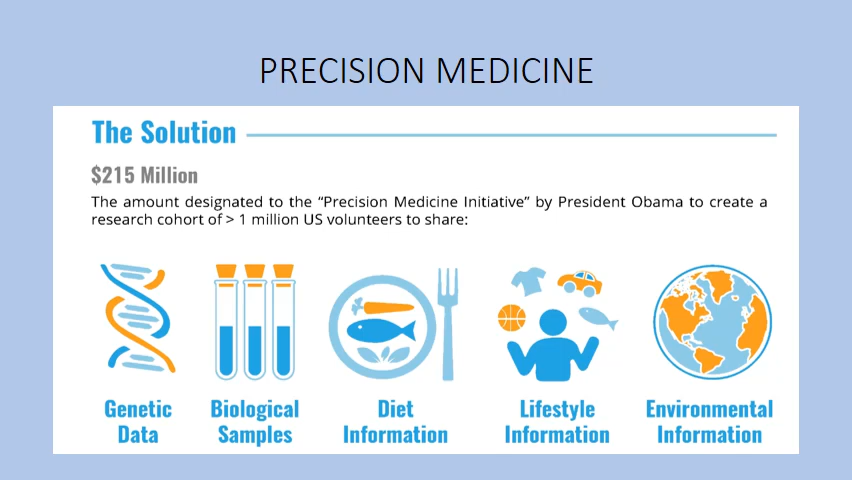 PRECISION MEDICINE
The Solution
$215 Million
The amount designated to the “Precision Medicine Initiative” by President Obama to create a
research cohort of > 1 million US volunteers to share:
Genetic
Data
Biological
Samples
Diet
Information
Lifestyle
Information
Environmental
Information